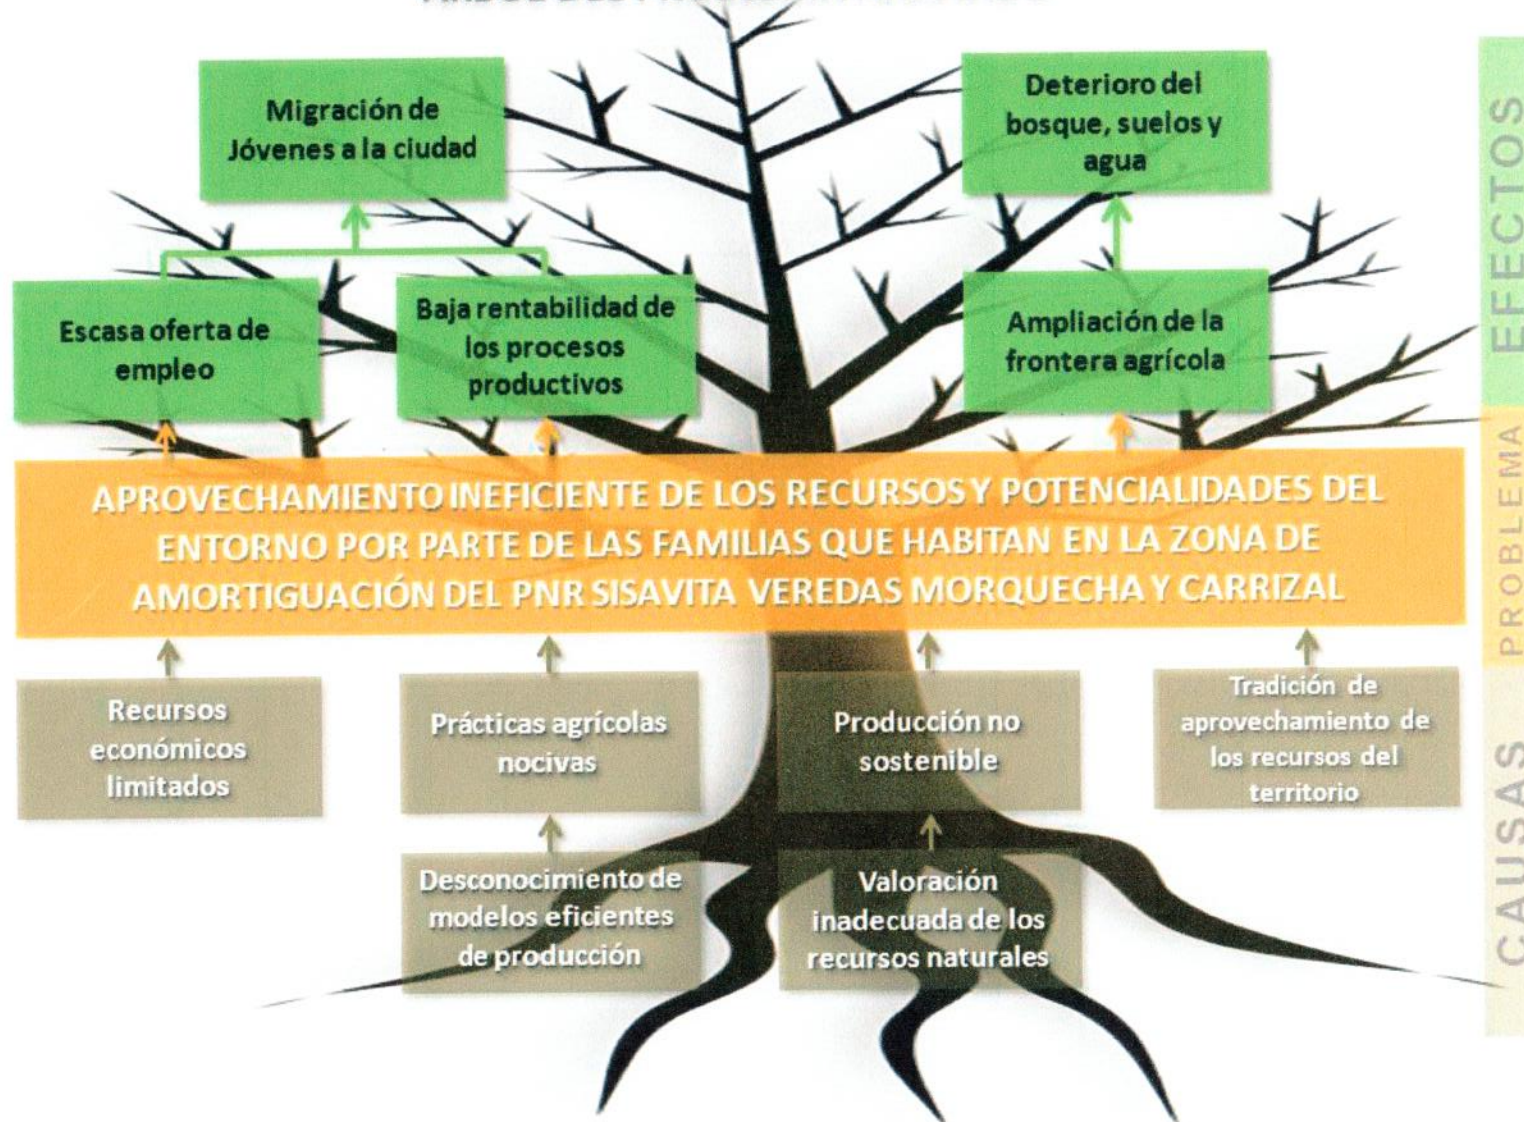 Migración de
Jóvenes a la ciudad
Deterioro del
bosque, suelos y
agua
Escasa oferta de
empleo
Baja rentabilidad de
los procesos
productivos
Ampliación de la
frontera agrícola
EFECTOS
APROVECHAMIENTO INEFICIENTE DE LOS RECURSOS Y POTENCIALIDADES DEL
ENTORNO POR PARTE DE LAS FAMILIAS QUE HABITAN EN LA ZONA DE
AMORTIGUACIÓN DEL PNR SISAVITA VEREDAS MORQUECHA Y CARRIZAL
PROBLEMA
Recursos
económicos
limitados
Prácticas agrícolas
nocivas
Producción no
sostenible
Tradición de
aprovechamiento de
los recursos del
territorio
Desconocimiento de
modelos eficientes
de producción
Valoración
inadecuada de los
recursos naturales
CAUSAS